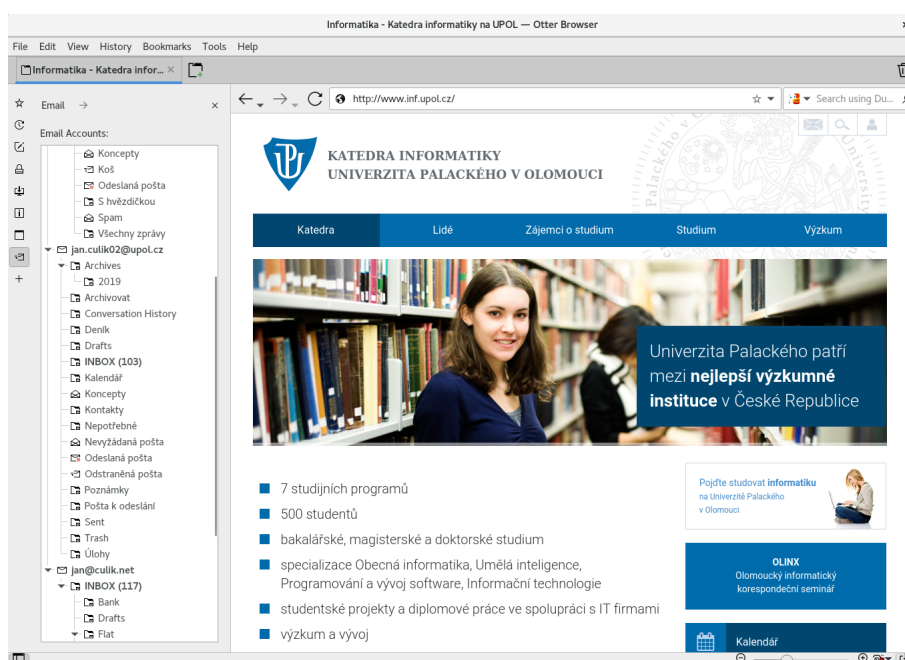 Informatika - Katedra informatiky na UPOL — Otter Browser
File Edit View History Bookmarks Tools Help
Informatika - Katedra infor...
Email
http://www.inf.upol.cz/
Search using Du...
Email Accounts:
Koncepty
Koš
Odeslaná pošta
S hvězdičkou
Spam
Všechny zprávy
jan.culik02@upol.cz
Archives
2019
Archivovat
Conversation History
Deník
Drafts
INBOX (103)
Kalendář
Koncepty
Kontakty
Nepotřebné
Nevyžádaná pošta
Odeslaná pošta
Odstraněná pošta
Poznámky
Pošta k odeslání
Sent
Trash
Úlohy
jan@culik.net
INBOX (117)
Bank
Drafts
Flat
KATEDRA INFORMATIKY
UNIVERZITA PALACKÉHO V OLOMOUCI
Katedra Lidé Zájemci o studium Studium Výzkum
Univerzita Palackého patří
mezi nejlepší výzkumné
instituce v České Republice
7 studijních programů
500 studentů
bakalářské, magisterské a doktorské studium
specializace Obecná informatika, Umělá inteligence,
Programování a vývoj software, Informační technologie
studentské projekty a diplomové práce ve spolupráci s IT firmami
výzkum a vývoj
Pojďte studovat informatiku
na Univerzitě Palackého
v Olomouci
OLINX
Olomoucký informatický
korespondeční seminář
Kalendář